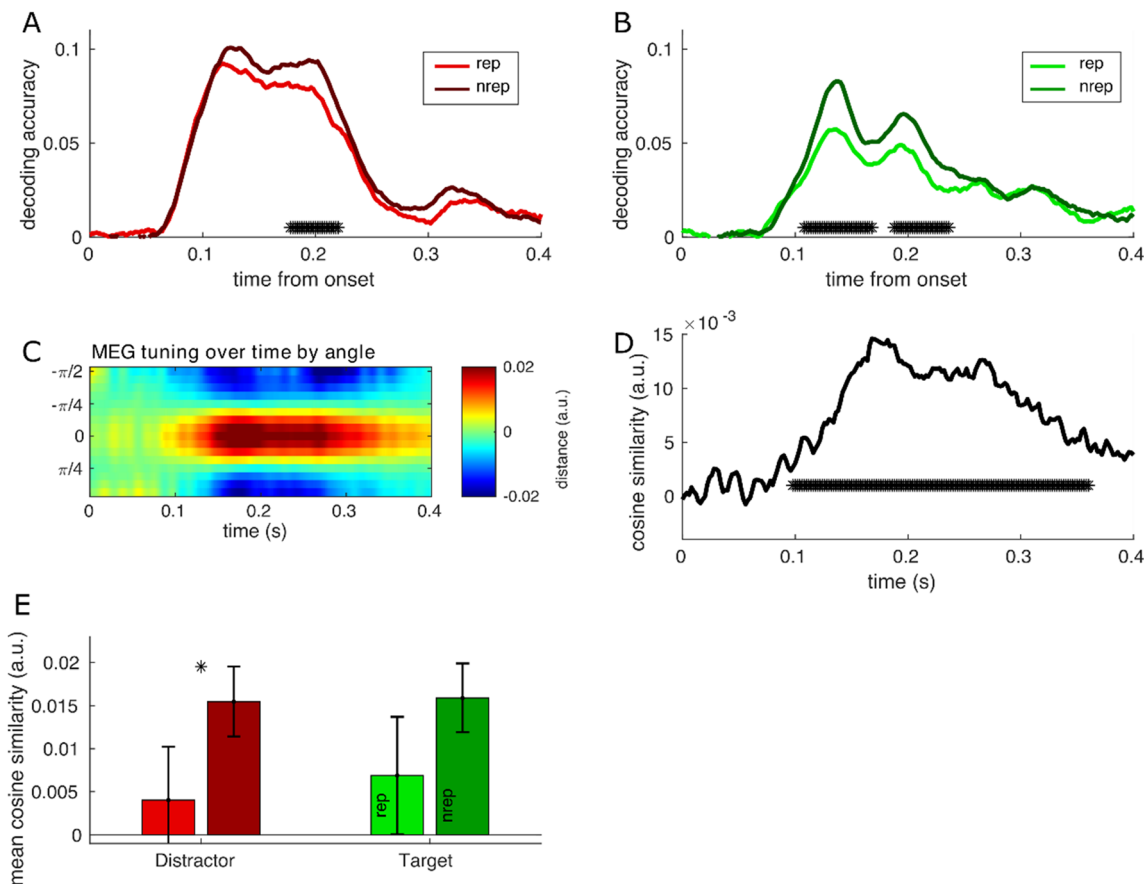 A
decoding accuracy
0.1
0.05
0
rep
nrep
0
0.1
0.2
0.3
0.4
time from onset
B
decoding accuracy
0.1
0.05
0
rep
nrep
0
0.1
0.2
0.3
0.4
time from onset
C
MEG tuning over time by angle
-π/2
-π/4
0
π/4
0
0.1
0.2
0.3
0.4
time (s)
0.02
0
-0.02
distance (a.u.)
D
× 10 -3
cosine similarity (a.u.)
15
10
5
0
0
0.1
0.2
0.3
0.4
time (s)
E
mean cosine similarity (a.u.)
0.02
0.015
0.01
0.005
0
*
rep
nrep
Distractor
Target